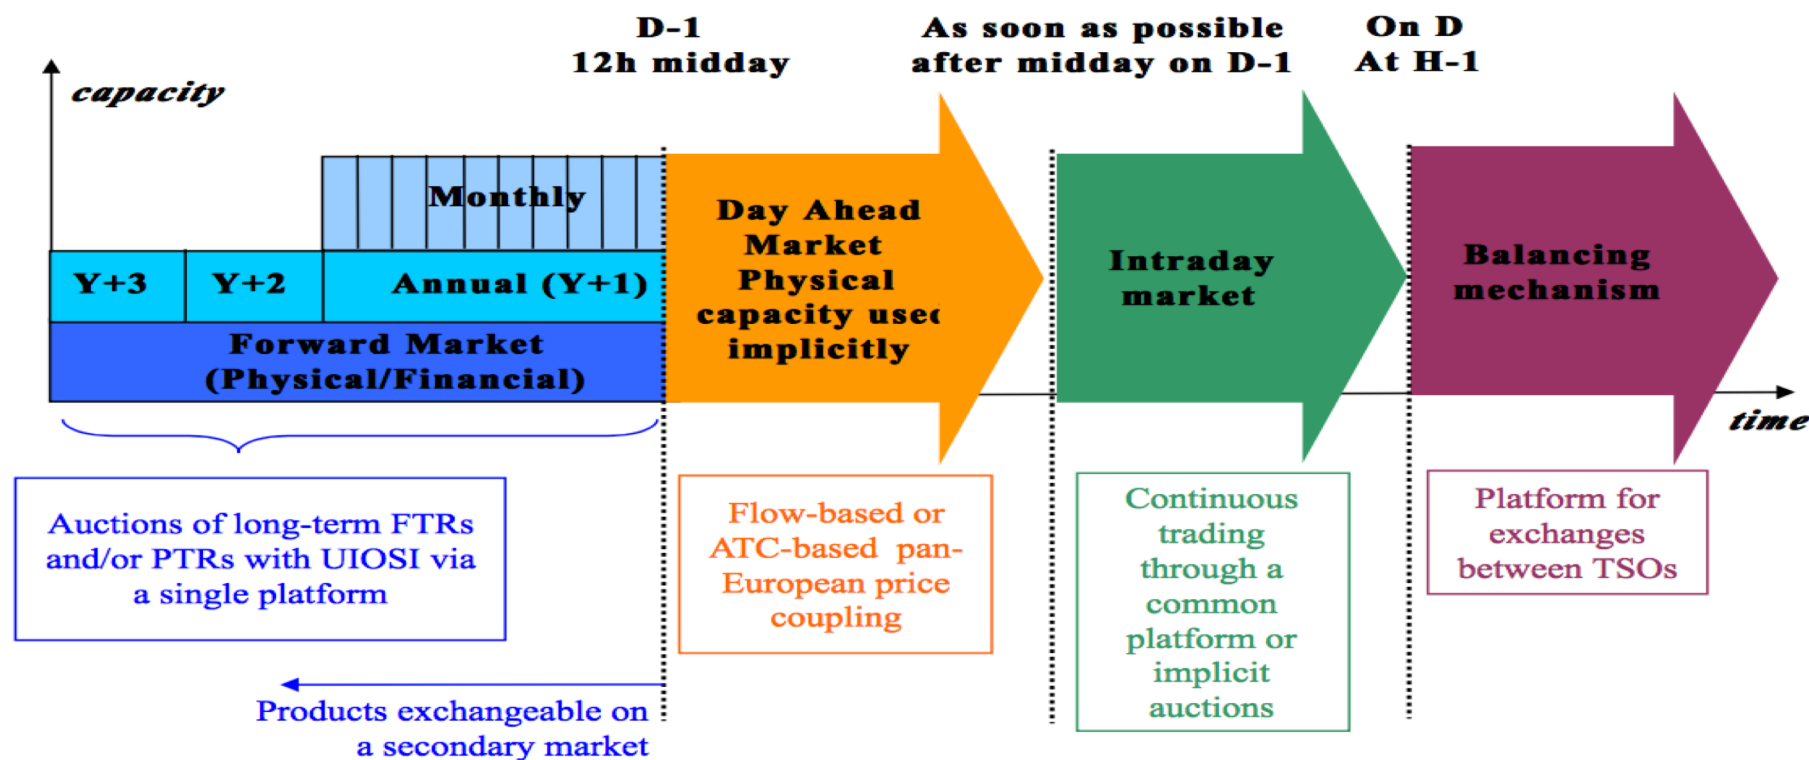 D-1
12h midday
As soon as possible
after midday on D-1
On D
At H-1
capacity
Monthly
Y+3
Y+2
Annual (Y+1)
Forward Market
(Physical/Financial)
Day Ahead
Market
Physical
capacity used
implicitly
Intraday
market
Balancing
mechanism
time
Auctions of long-term FTRs
and/or PTRs with UIOSI via
a single platform
Flow-based or
ATC-based pan-
European price
coupling
Continuous
trading
through a
common
platform or
implicit
auctions
Platform for
exchanges
between TSOs
Products exchangeable on
a secondary market